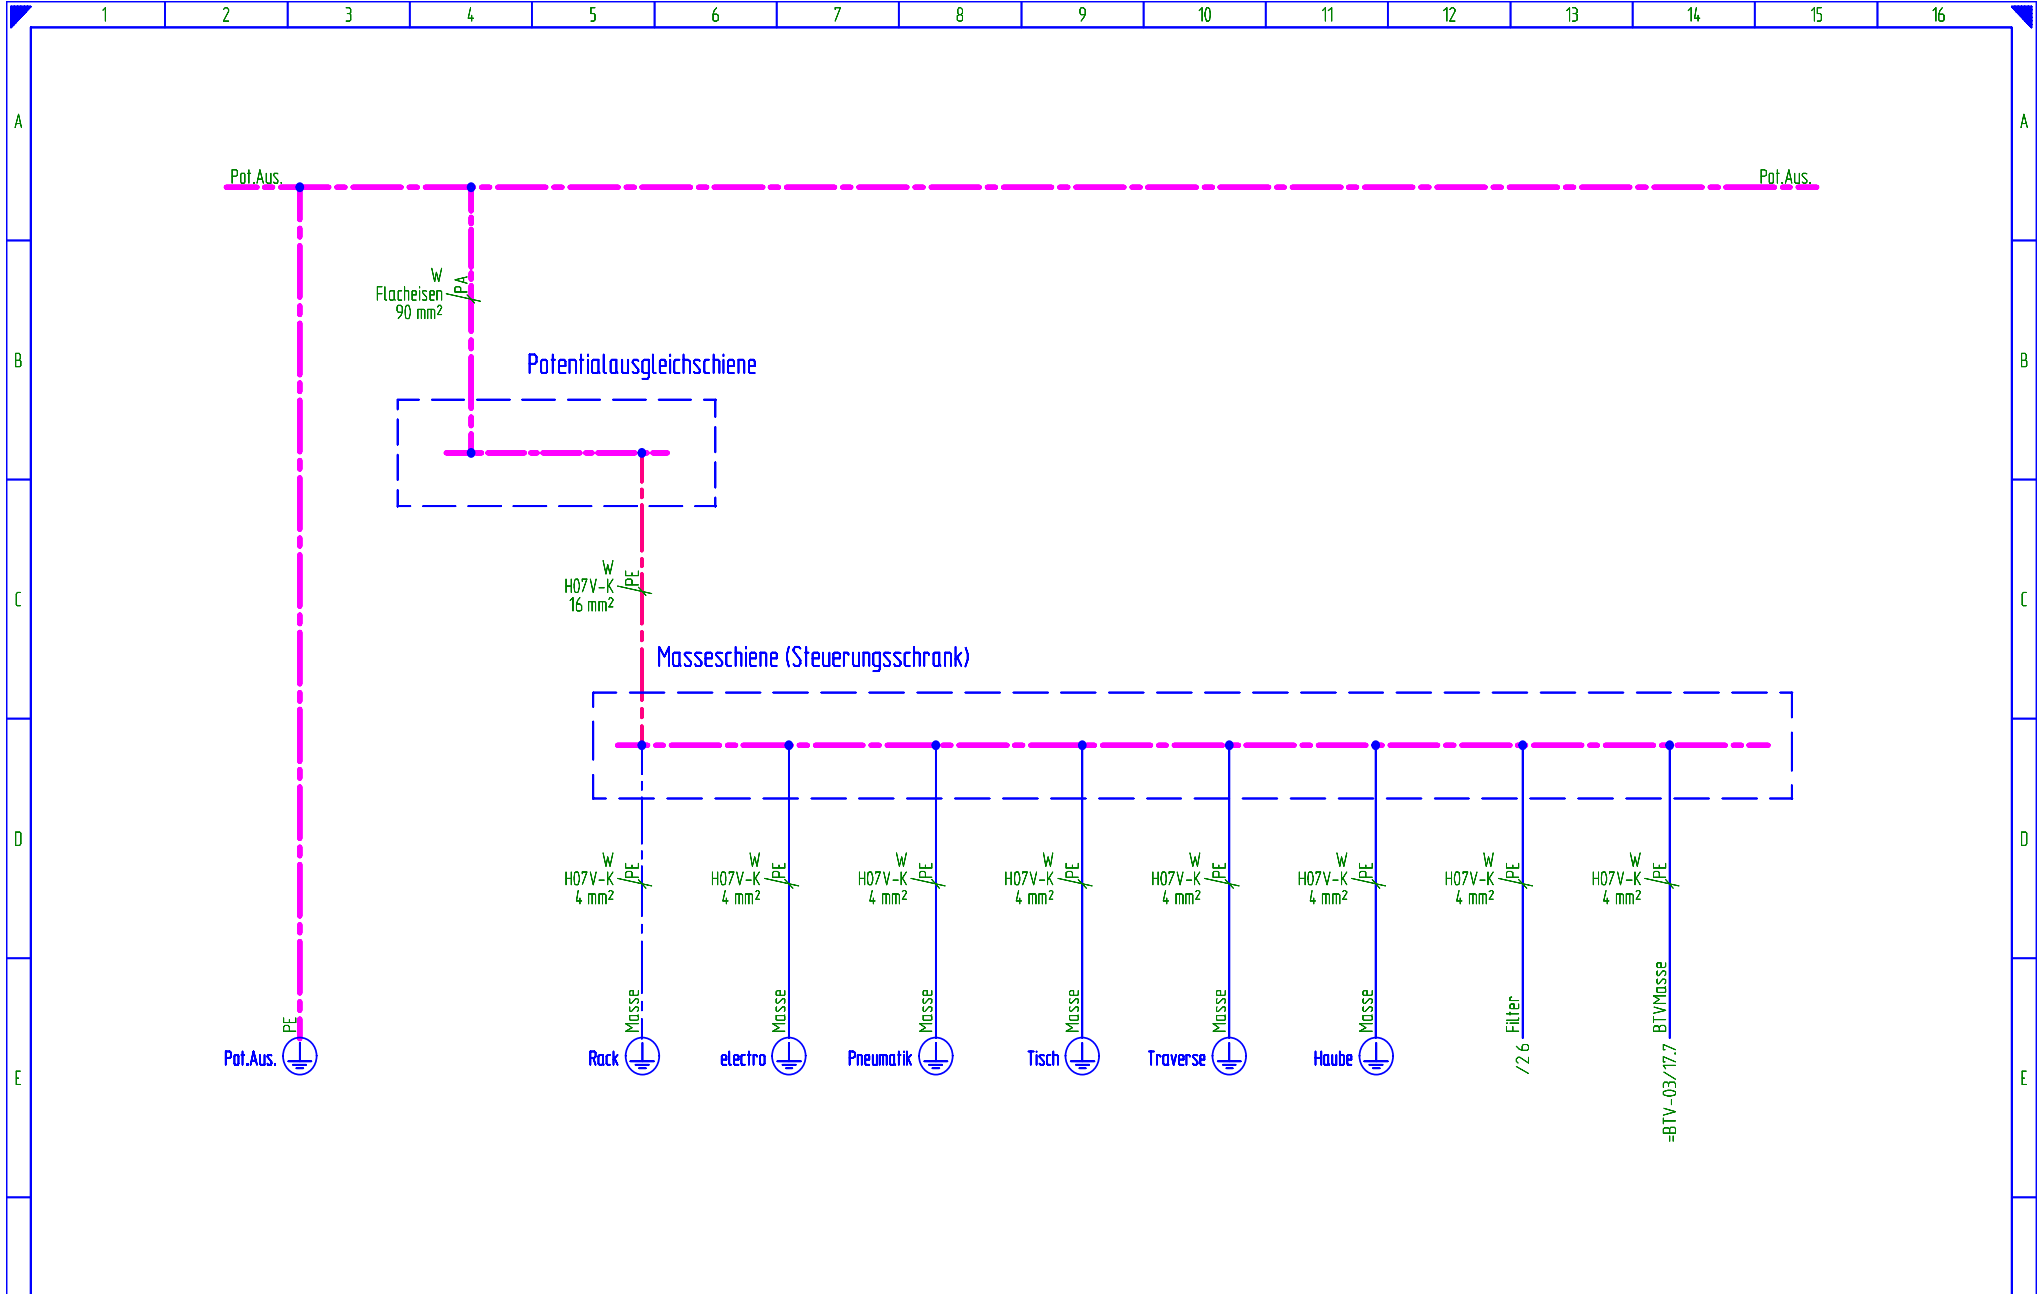 1 2 3 4 5 6 7 8 9 10 11 12 13 14 15 16
A A
Pot.Aus. Pot.Aus.
W
Flacheisen
90 mm²
PA
B B
Potentialausgleichschiene
W
H07V-K
16 mm²
PE
C C
Masseschiene (Steuerungsschrank)
D D
W W W W W W W W
H07V-K H07V-K H07V-K H07V-K H07V-K H07V-K H07V-K H07V-K
4 mm² 4 mm² 4 mm² 4 mm² 4 mm² 4 mm² 4 mm² 4 mm²
PE PE PE PE PE PE PE PE
PE Masse Masse Masse Masse Masse Masse Filter BTVMasse
Pot.Aus. Rack electro Pneumatik Tisch Traverse Haube /2.6 =BTV-03/17.7
E E